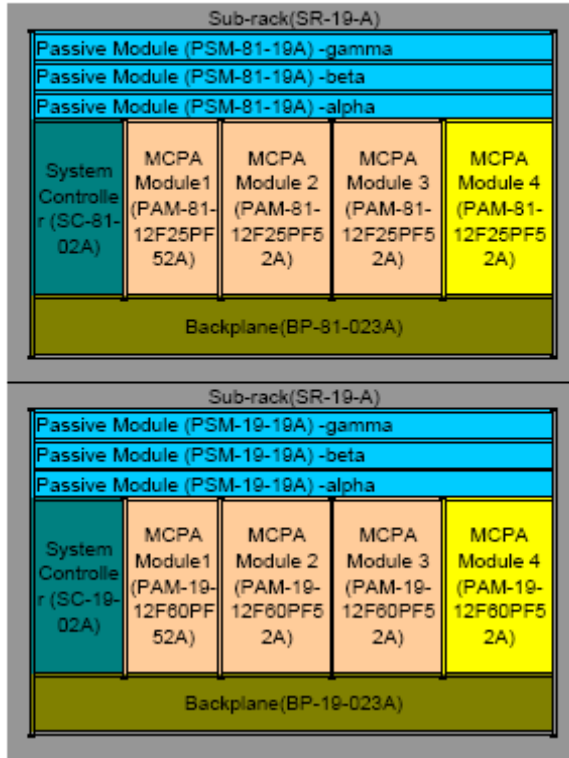 Sub-rack(SR-19-A)
Passive Module (PSM-81-19A) -gamma
Passive Module (PSM-81-19A) -beta
Passive Module (PSM-81-19A) -alpha
System
Controlle
r (SC-81-
02A)
MCPA
Module1
(PAM-81-
12F25PF
52A)
MCPA
Module 2
(PAM-81-
12F25PF5
2A)
MCPA
Module 3
(PAM-81-
12F25PF5
2A)
MCPA
Module 4
(PAM-81-
12F25PF5
2A)
Backplane(BP-81-023A)
Sub-rack(SR-19-A)
Passive Module (PSM-19-19A) -gamma
Passive Module (PSM-19-19A) -beta
Passive Module (PSM-19-19A) -alpha
System
Controlle
r (SC-19-
02A)
MCPA
Module1
(PAM-19-
12F60PF
52A)
MCPA
Module 2
(PAM-19-
12F60PF5
2A)
MCPA
Module 3
(PAM-19-
12F60PF5
2A)
MCPA
Module 4
(PAM-19-
12F60PF5
2A)
Backplane(BP-19-023A)